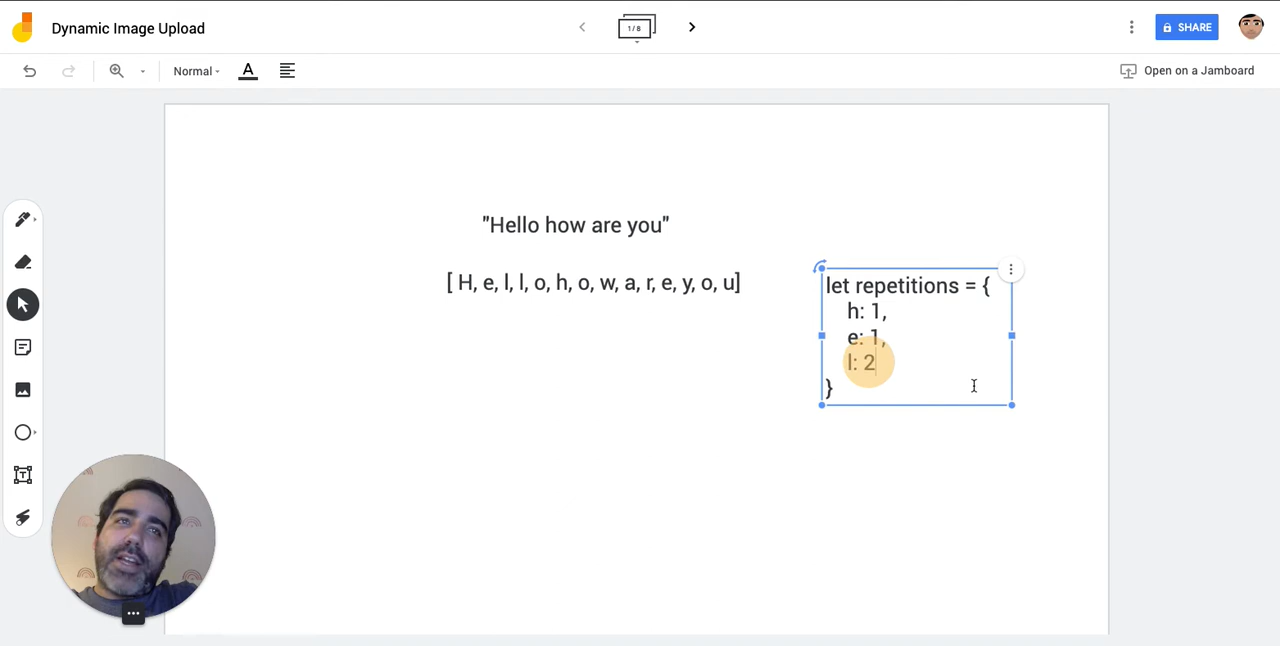 Dynamic Image Upload
1/8
SHARE
Normal
A
Open on a Jamboard
"Hello how are you"
[ H, e, l, l, o, h, o, w, a, r, e, y, o, u]
let repetitions = {
h: 1,
e: 1,
l: 2
}
T